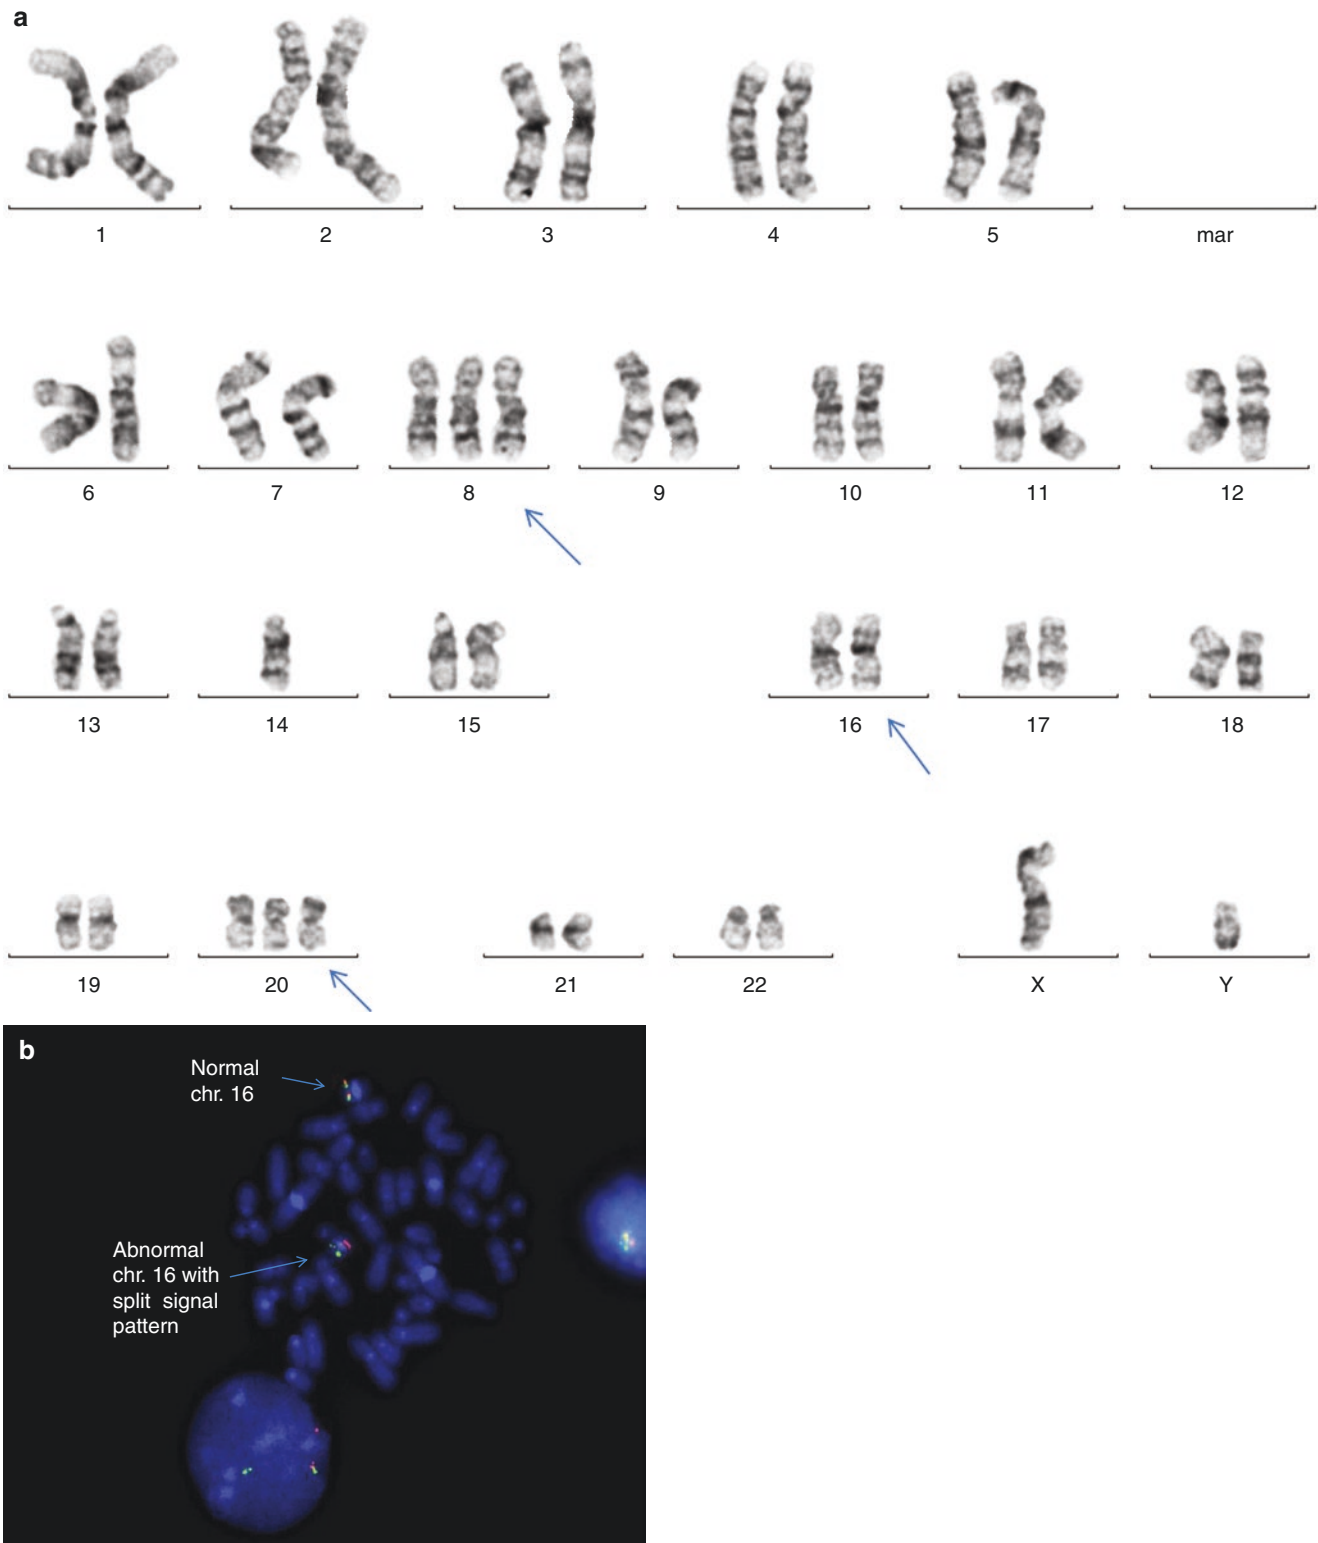 a
1 2 3 4 5 mar
6 7 8 9 10 11 12
13 14 15 16 17 18
19 20 21 22 X Y
b
Normal
chr. 16
Abnormal
chr. 16 with
split signal
pattern